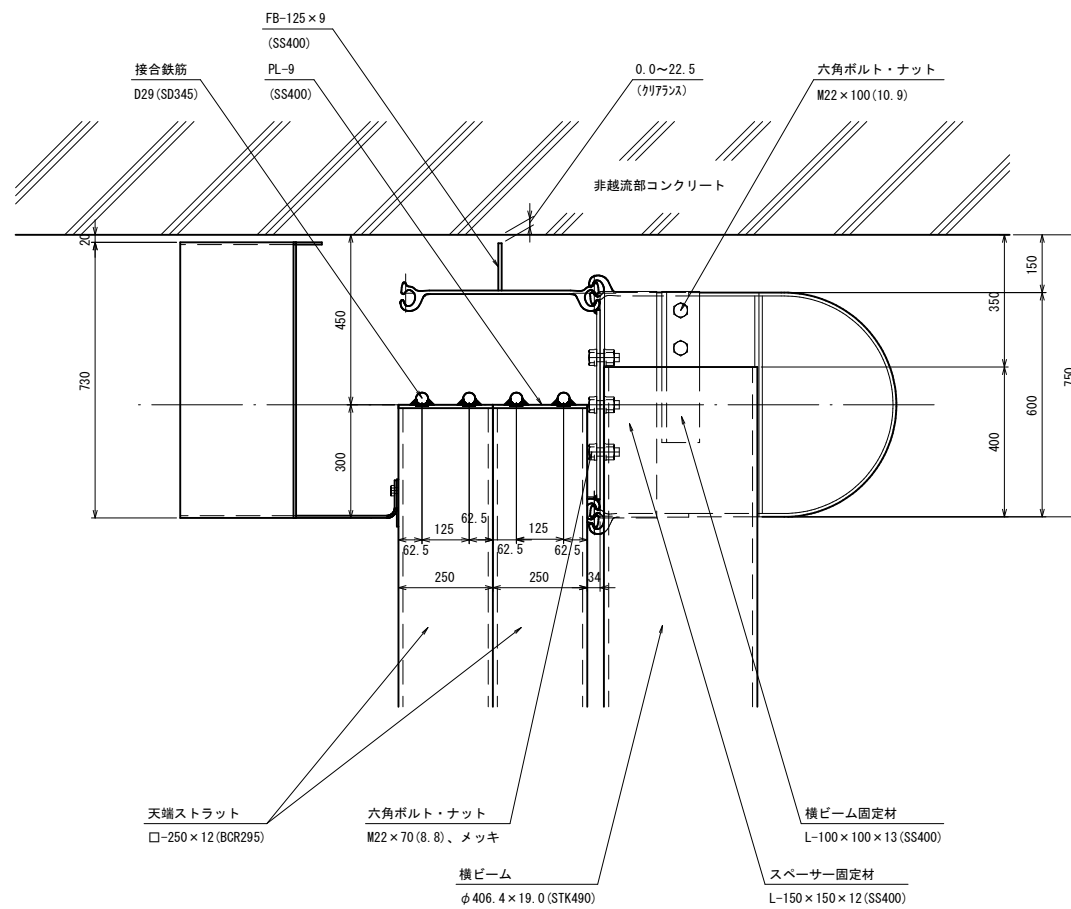 FB-125×9
(SS400)
接合鉄筋
D29(SD345)
PL-9
(SS400)
0.0～22.5
(クリアランス)
六角ボルト・ナット
M22×100(10.9)
非越流部コンクリート
20
730
450
300
150
350
600
750
400
62.5
125
125
62.5
62.5
62.5
250
250
34
天端ストラット
□-250×12(BCR295)
六角ボルト・ナット
M22×70(8.8)、メッキ
横ビーム
φ406.4×19.0(STK490)
横ビーム固定材
L-100×100×13(SS400)
スペーサー固定材
L-150×150×12(SS400)